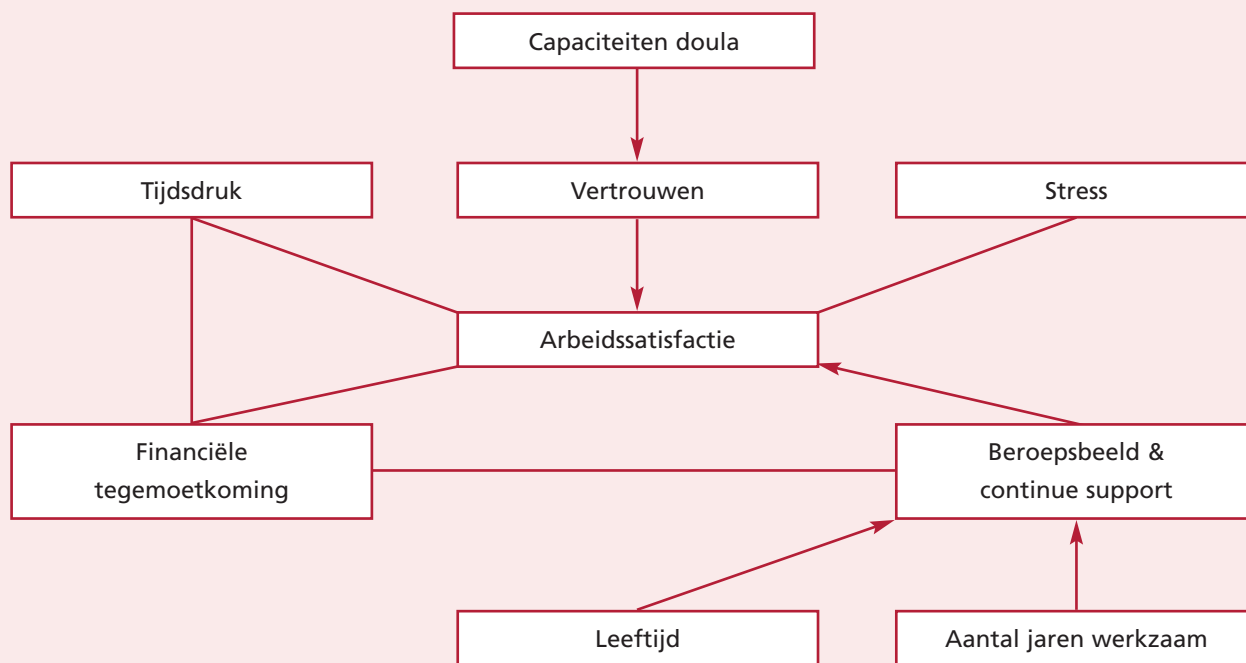 Capaciteiten doula
Tijdsdruk
Vertrouwen
Stress
Arbeidssatisfactie
Financiële
tegemoetkoming
Beroepsbeeld &
continue support
Leeftijd
Aantal jaren werkzaam